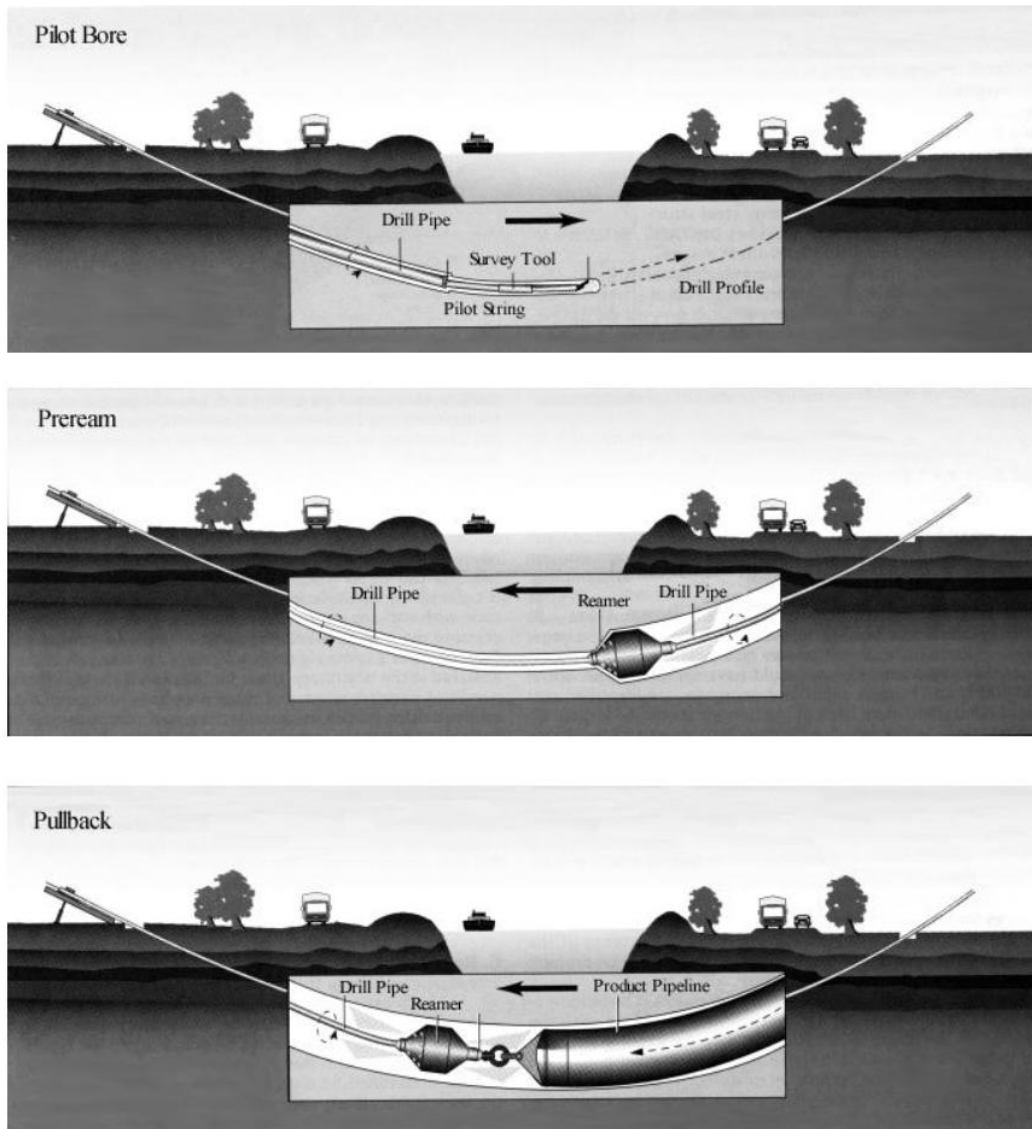 Pilot Bore
Drill Pipe
Survey Tool
Drill Profile
Pilot String
Preream
Drill Pipe
Reamer
Drill Pipe
Pullback
Drill Pipe
Reamer
Product Pipeline